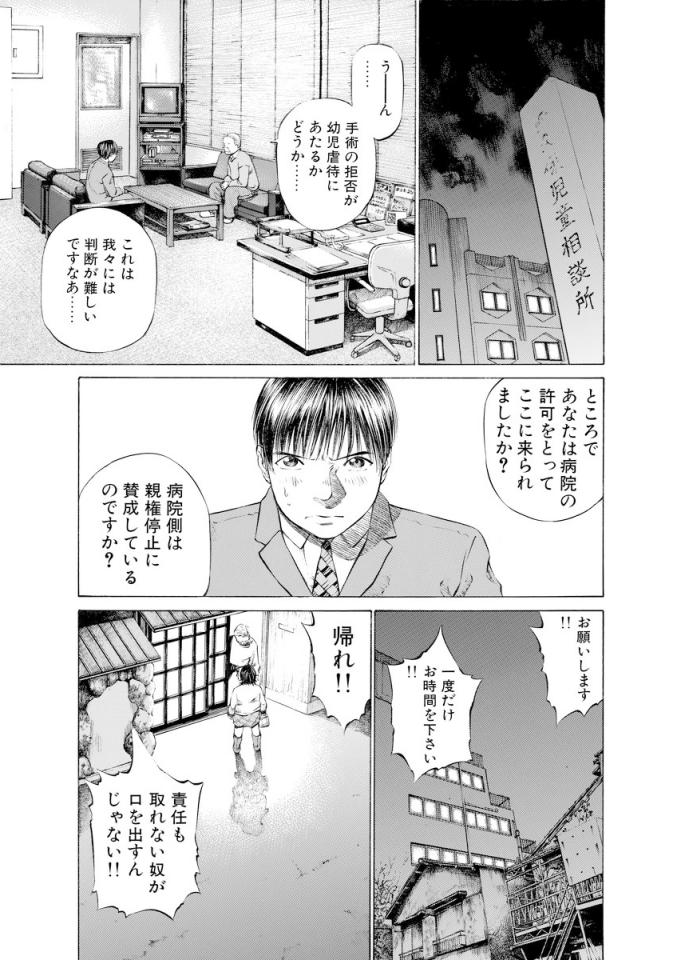 児童相談所
うーん
……
手術の拒否が
幼児虐待に
あたるか
どうか……
これは
我々には
判断が難しい
ですなあ……
ところで
あなたは病院の
許可をとって
ここに来られ
ましたか？
病院側は
親権停止に
賛成している
のですか？
お願いします
!!
一度だけ
お時間を下さい
!!
帰れ!!
責任も
取れない奴が
口を出すん
じゃない!!